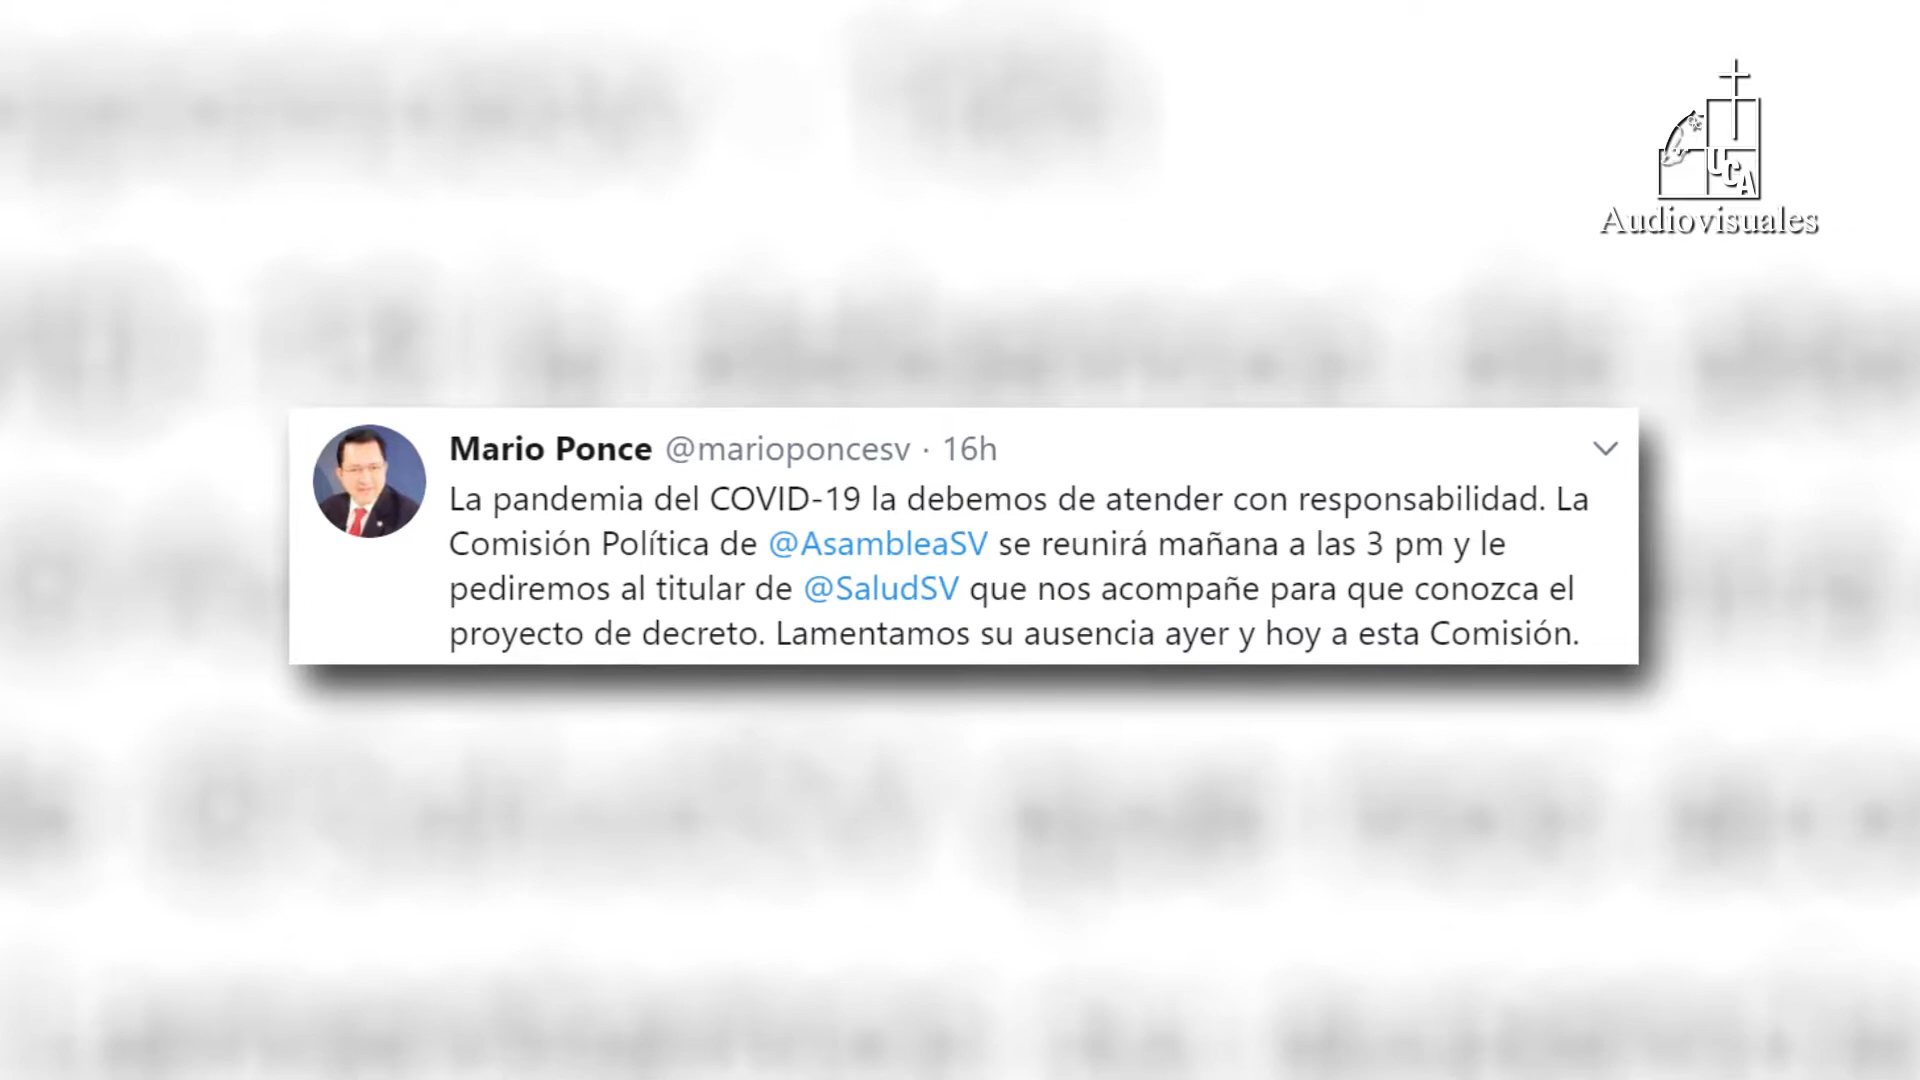 UCA
Audiovisuales
Mario Ponce @marioponcesv · 16h
La pandemia del COVID-19 la debemos de atender con responsabilidad. La
Comisión Política de @AsambleaSV se reunirá mañana a las 3 pm y le
pediremos al titular de @SaludSV que nos acompañe para que conozca el
proyecto de decreto. Lamentamos su ausencia ayer y hoy a esta Comisión.